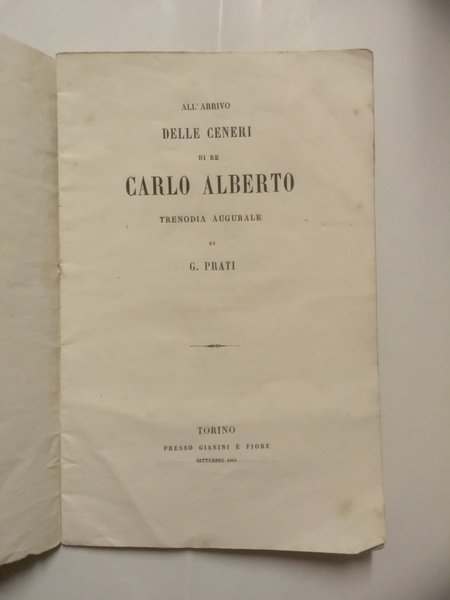 ALL' ARRIVO
DELLE CENERI
DI RE
CARLO ALBERTO
TRENODIA AUGURALE
DI
G. PRATI
TORINO
PRESSO GIANINI E FIORE
SETTEMBRE